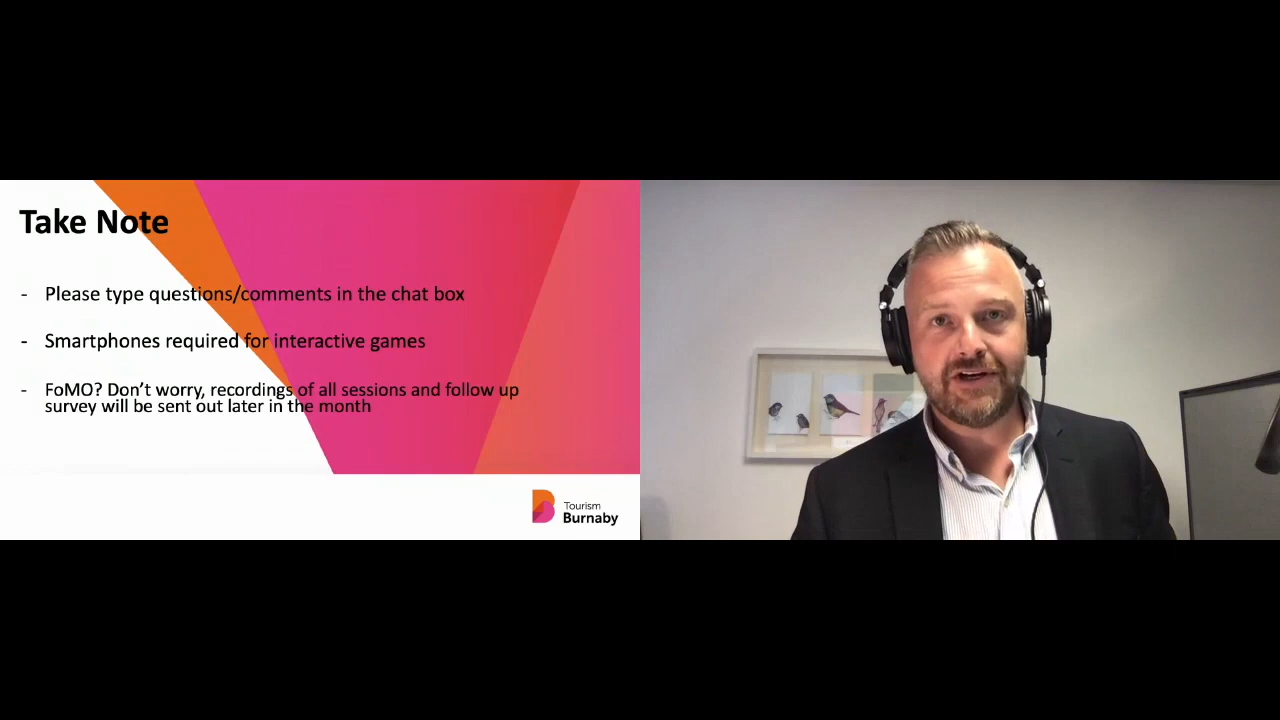 Take Note
- Please type questions/comments in the chat box
- Smartphones required for interactive games
- FoMO? Don't worry, recordings of all sessions and follow up
survey will be sent out later in the month
Tourism
Burnaby